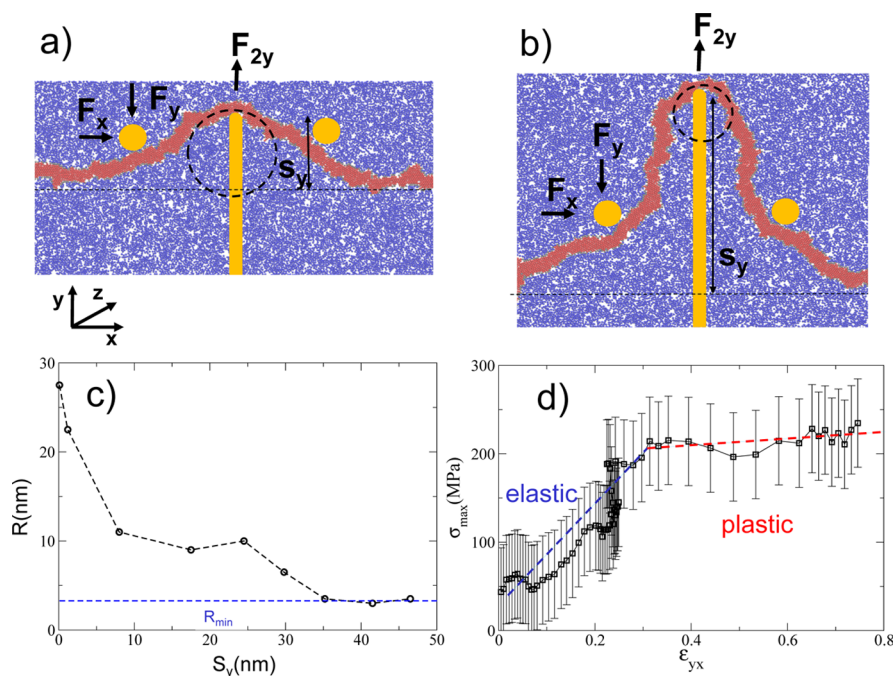 a)
F2y
Fx
Fy
sy
b)
F2y
Fy
Fx
sy
y
z
x
c)
30
20
10
0
R(nm)
Rmin
0
10
20
30
40
50
Sy(nm)
d)
300
200
100
0
σmax(MPa)
elastic
plastic
0
0.2
0.4
0.6
0.8
εyx